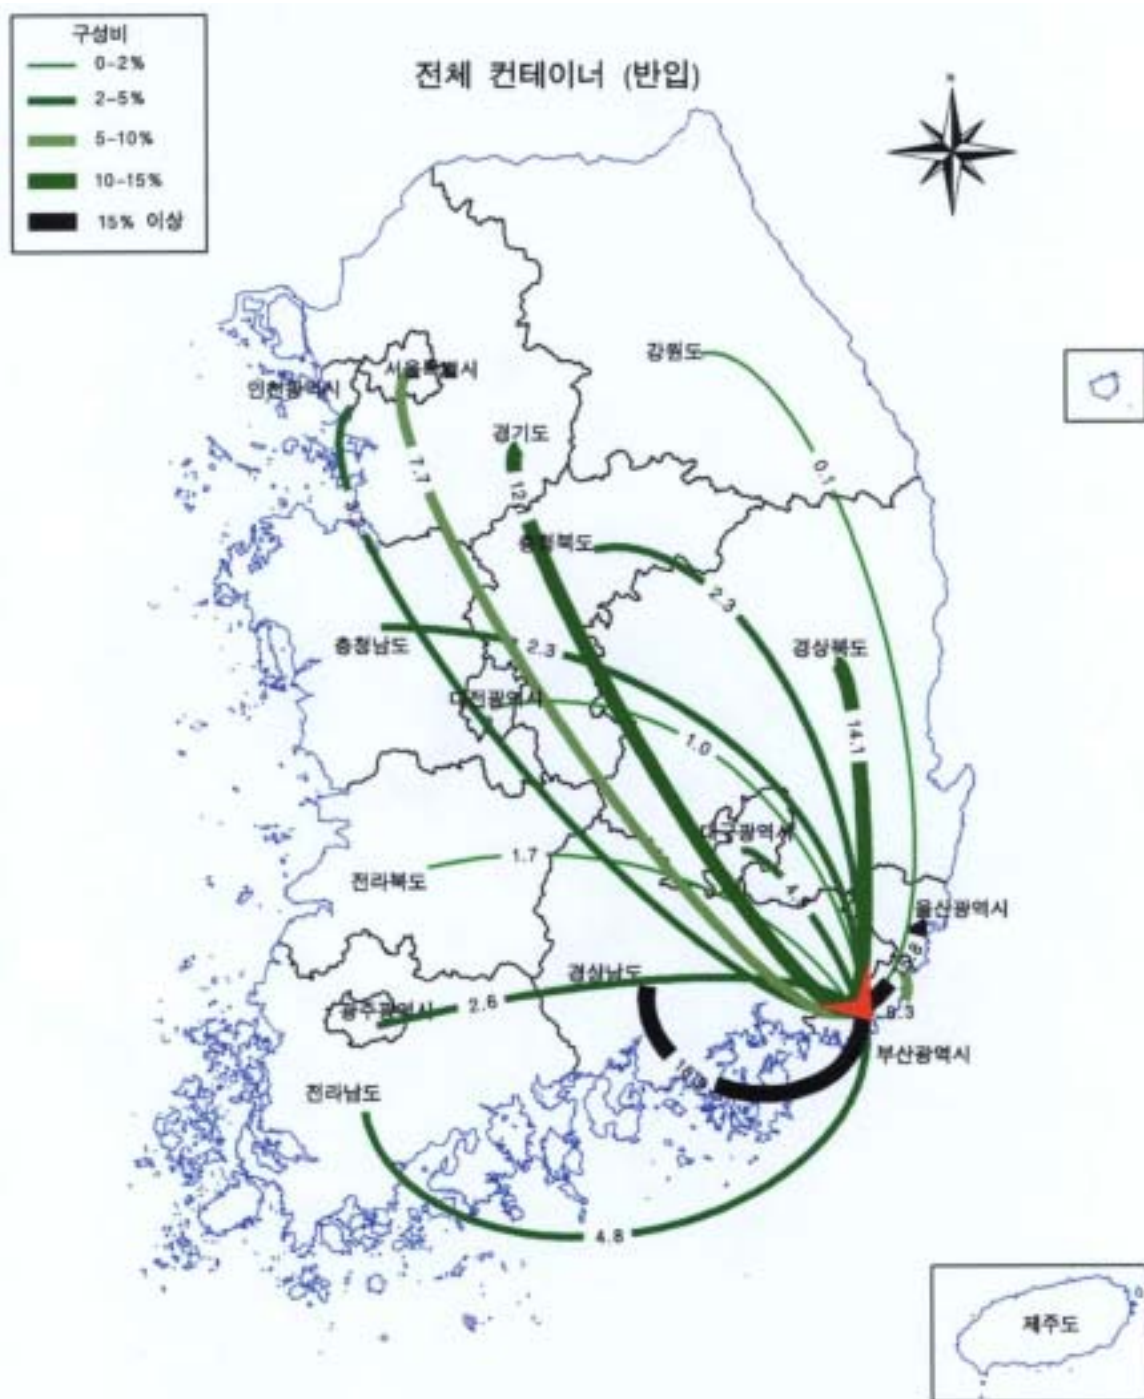 구성비
0-2%
2-5%
5-10%
10-15%
15% 이상
전체 컨테이너 (반입)
강원도
서울특별시
인천광역시
경기도
7.7
0.1
충청북도
2.3
충청남도
2.3
경상북도
대전광역시
14.1
1.0
대구광역시
1.7
전라북도
울산광역시
경상남도
광주광역시
2.6
부산광역시
전라남도
4.8
제주도